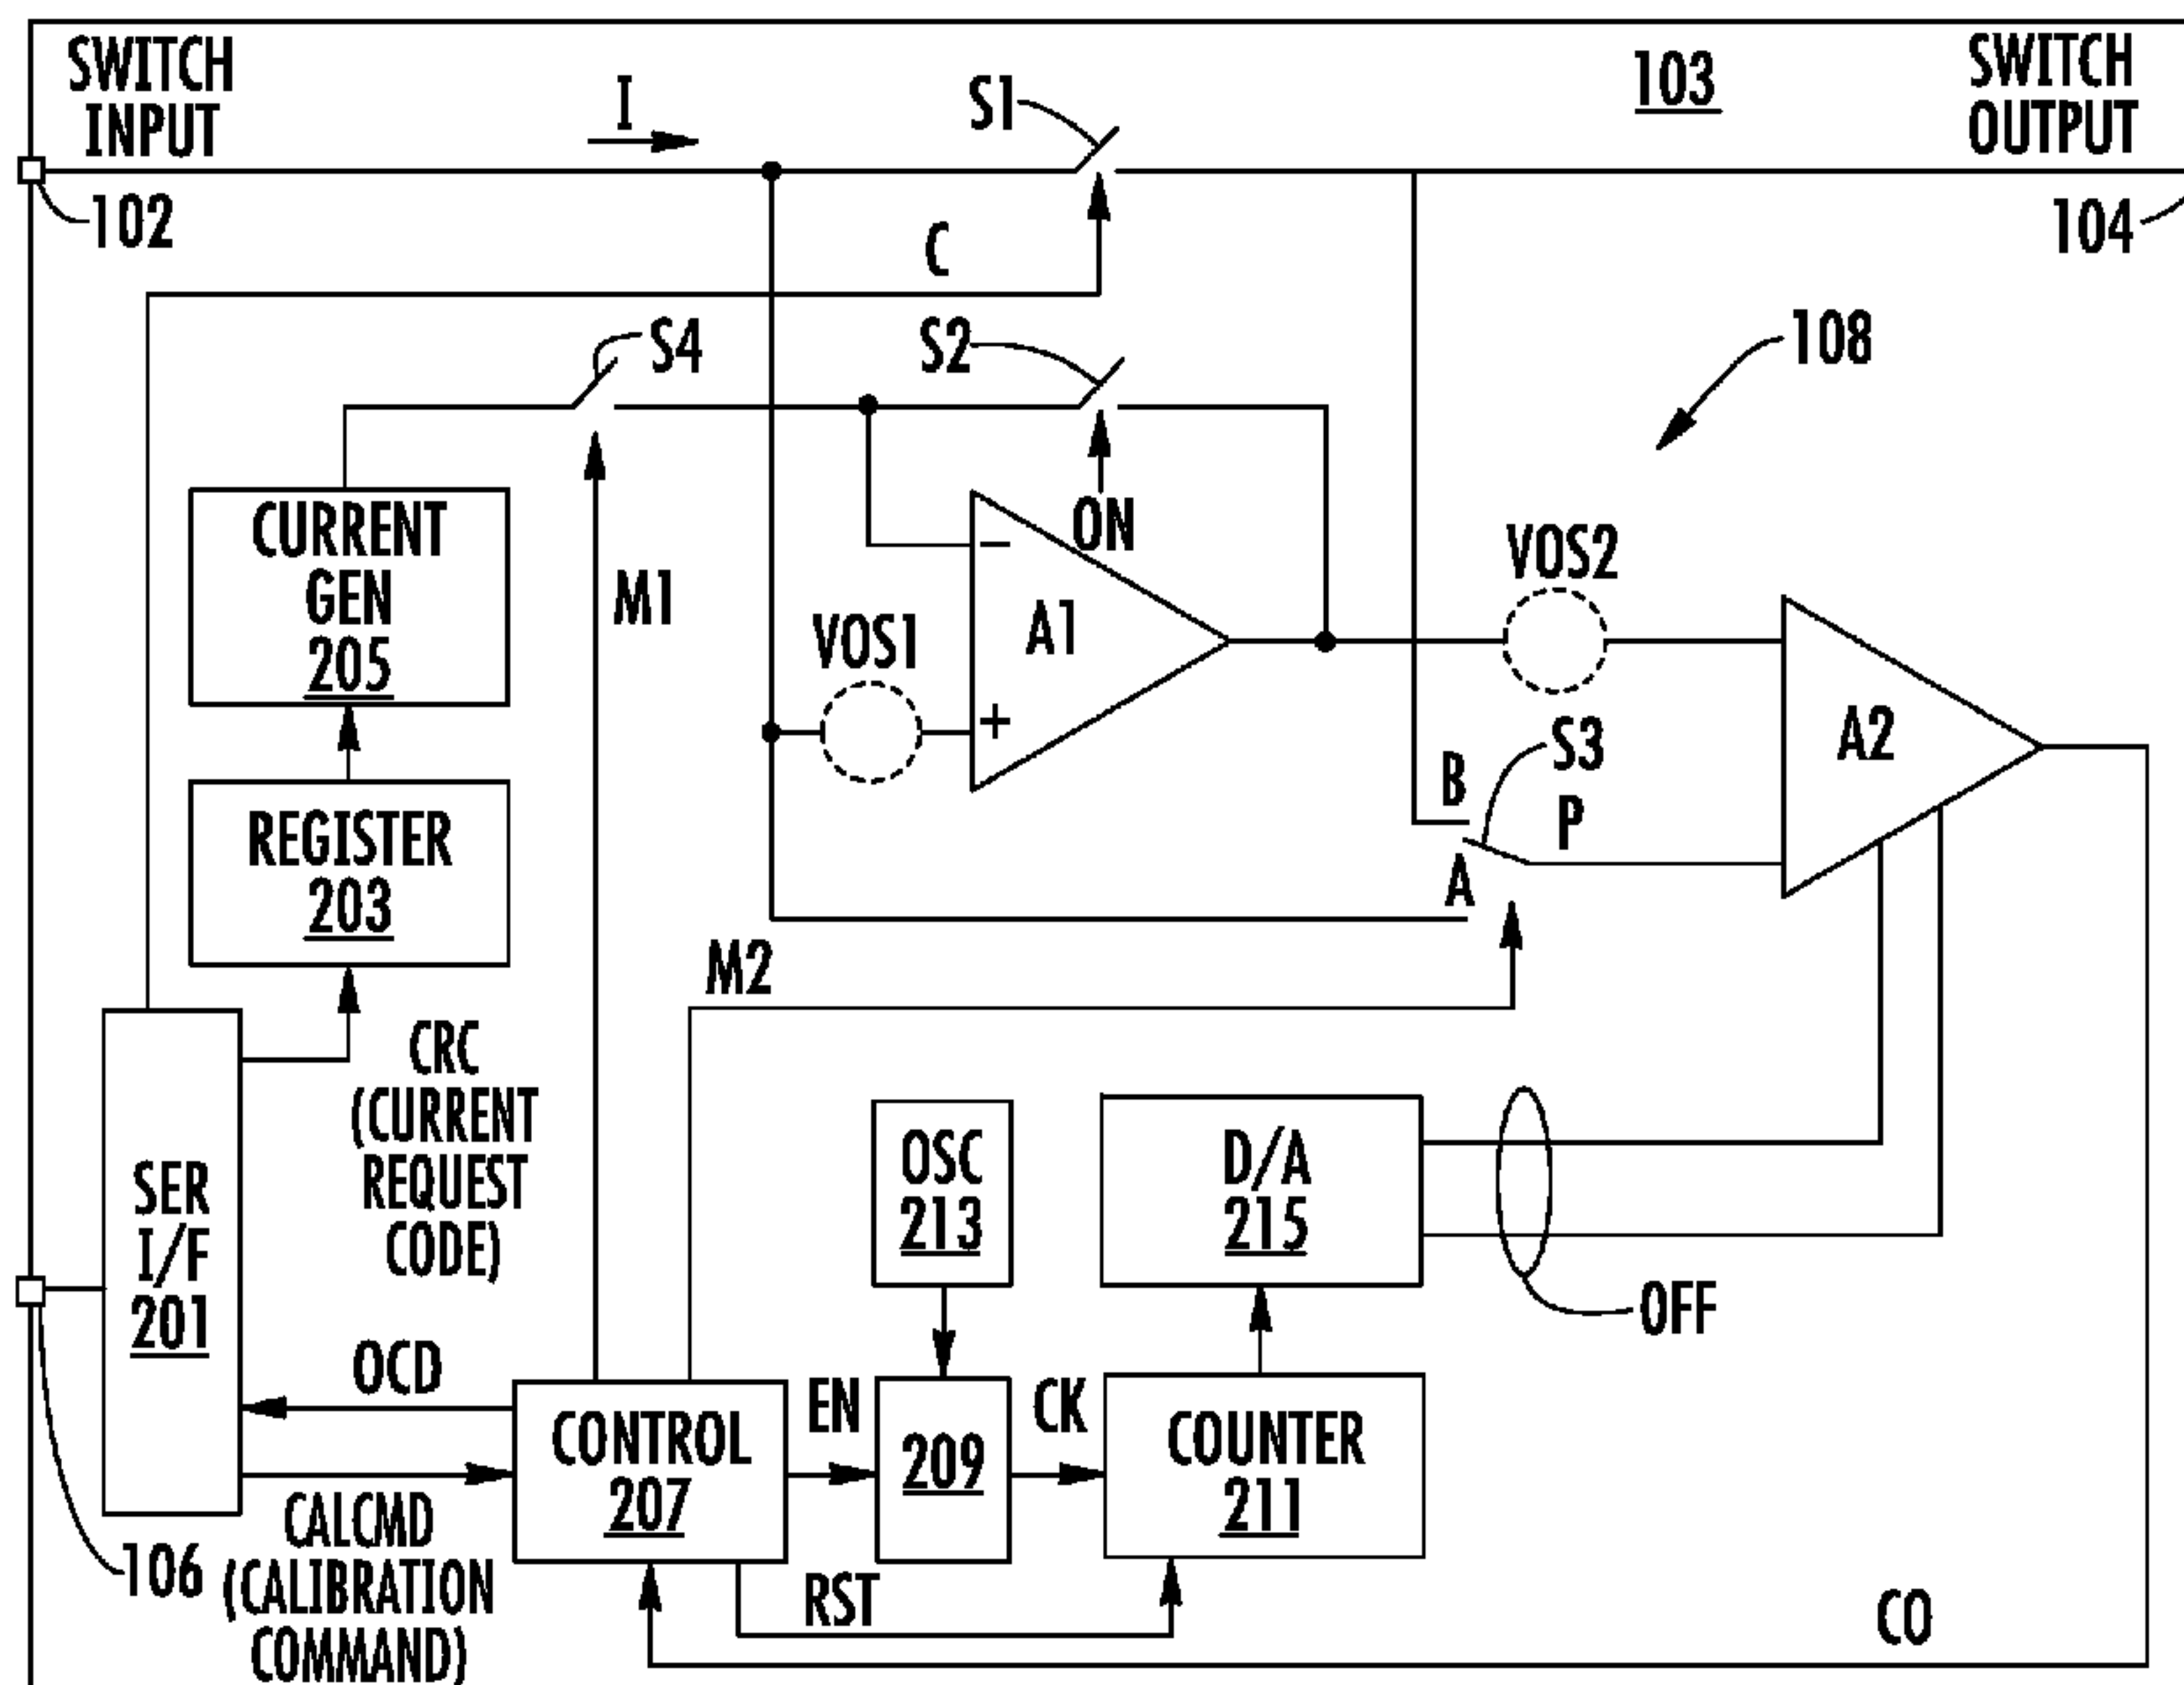 SWITCH
INPUT
I
S1
103
SWITCH
OUTPUT
102
C
104
S4
S2
108
CURRENT
GEN
205
M1
ON
VOS2
VOS1
−
A1
+
A2
S3
B
P
A
REGISTER
203
M2
CRC
(CURRENT
REQUEST
CODE)
SER
I/F
201
OSC
213
D/A
215
OFF
OCD
CONTROL
207
EN
209
CK
COUNTER
211
CALCMD
(CALIBRATION
COMMAND)
106
RST
CO